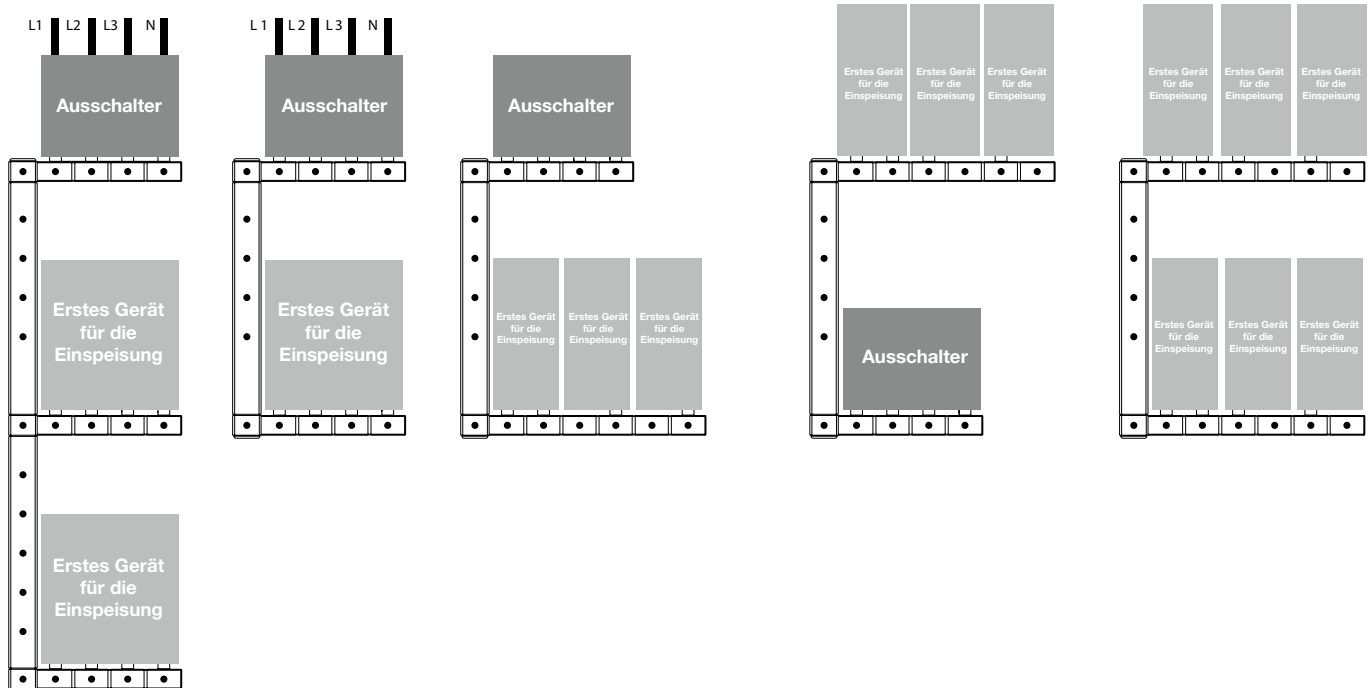 L1 L2 L3 N
Ausschalter
Erstes Gerät
für die
Einspeisung
Erstes Gerät
für die
Einspeisung
L 1 L 2 L 3 N
Ausschalter
Erstes Gerät
für die
Einspeisung
Ausschalter
Erstes Gerät
für die
Einspeisung
Erstes Gerät
für die
Einspeisung
Erstes Gerät
für die
Einspeisung
Erstes Gerät
für die
Einspeisung
Erstes Gerät
für die
Einspeisung
Erstes Gerät
für die
Einspeisung
Ausschalter
Erstes Gerät
für die
Einspeisung
Erstes Gerät
für die
Einspeisung
Erstes Gerät
für die
Einspeisung
Erstes Gerät
für die
Einspeisung
Erstes Gerät
für die
Einspeisung
Erstes Gerät
für die
Einspeisung